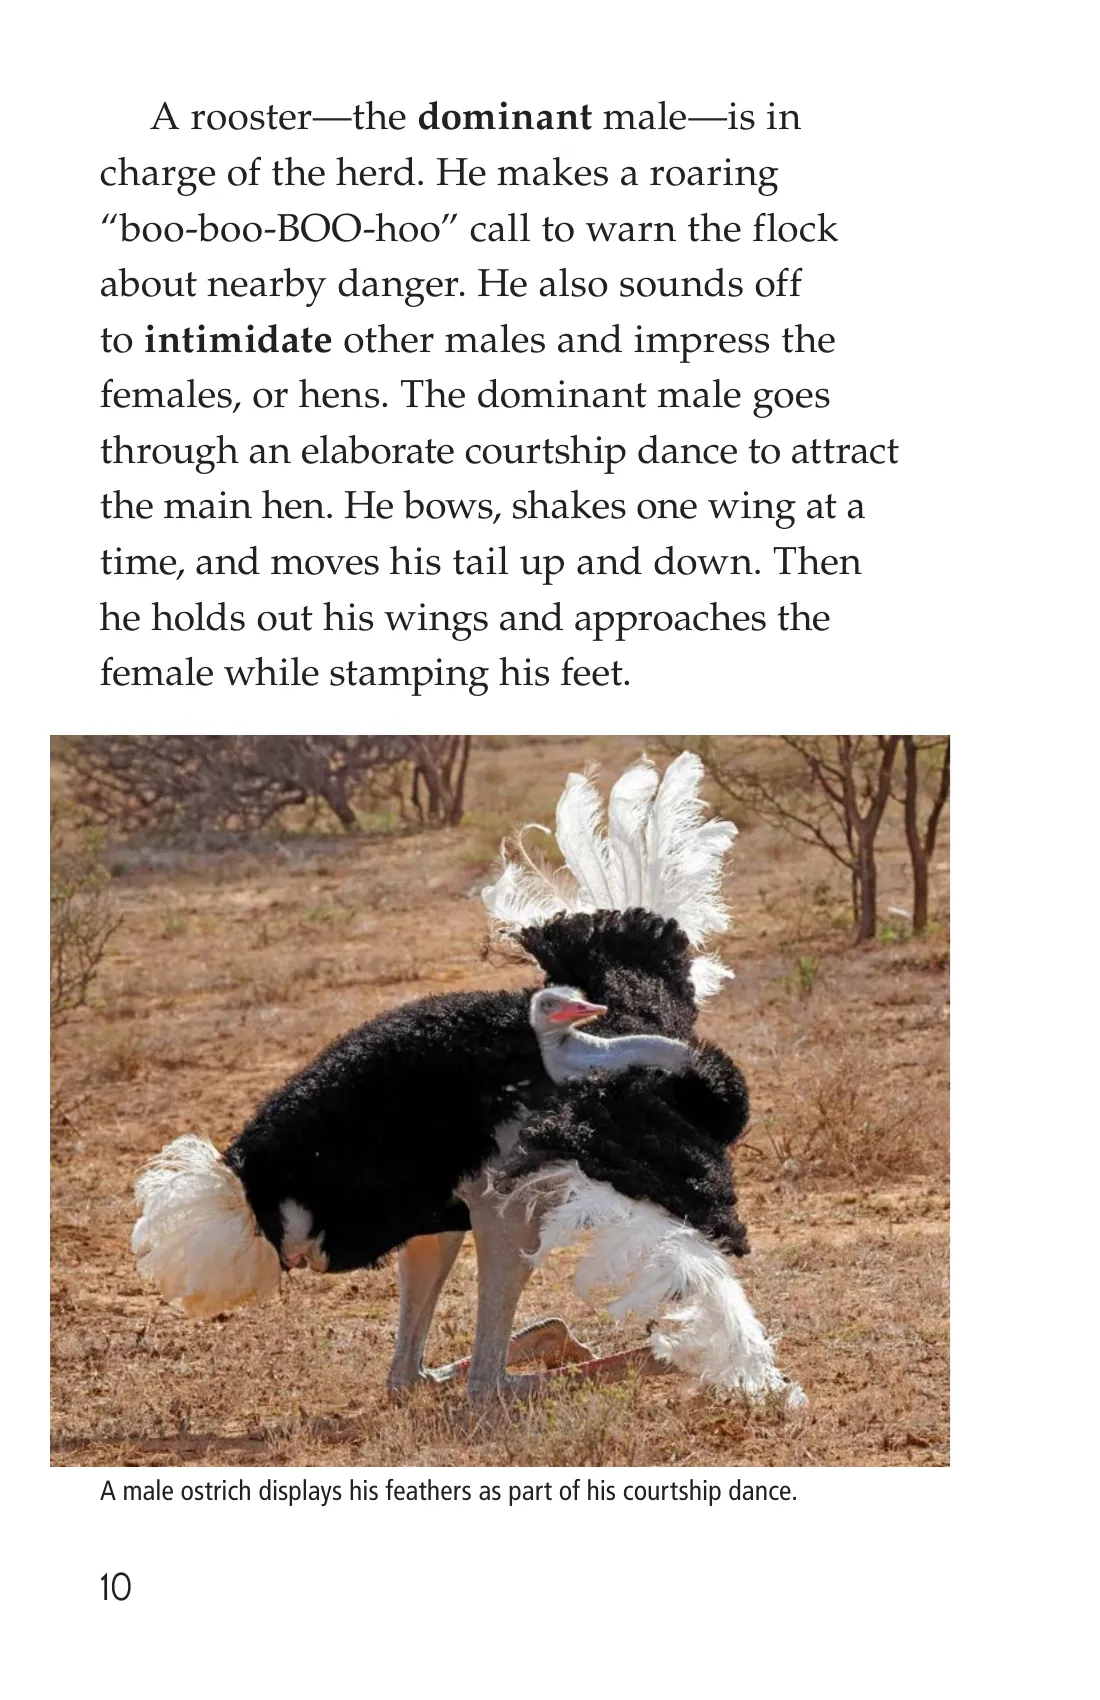 A rooster—the dominant male—is in
charge of the herd. He makes a roaring
“boo-boo-BOO-hoo” call to warn the flock
about nearby danger. He also sounds off
to intimidate other males and impress the
females, or hens. The dominant male goes
through an elaborate courtship dance to attract
the main hen. He bows, shakes one wing at a
time, and moves his tail up and down. Then
he holds out his wings and approaches the
female while stamping his feet.
A male ostrich displays his feathers as part of his courtship dance.
10